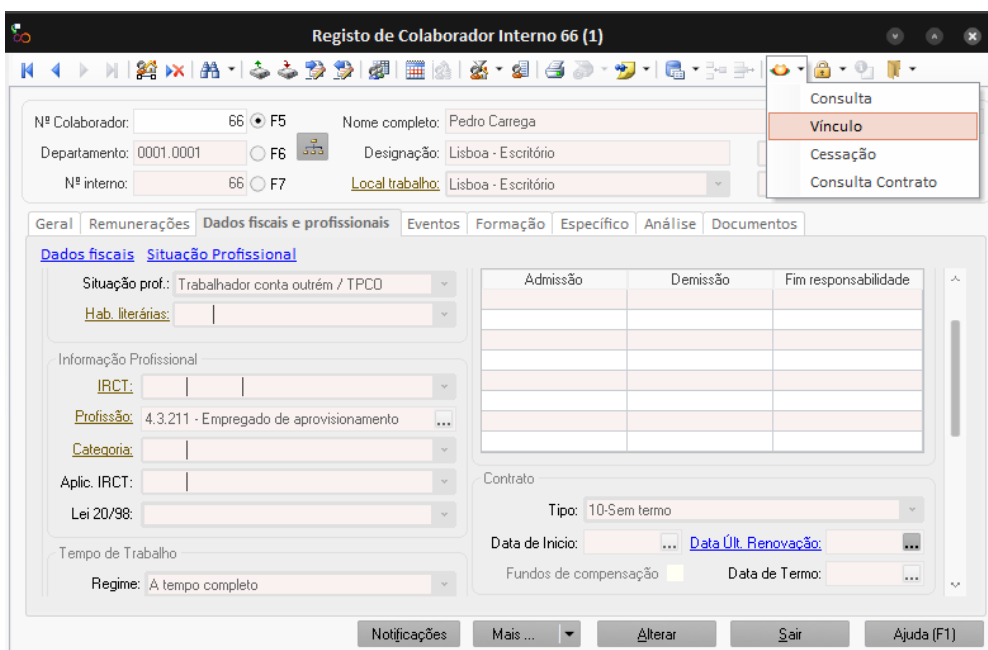 Registo de Colaborador Interno 66 (1)
Consulta
Vínculo
Cessação
Consulta Contrato
Nº Colaborador: 66 F5 Nome completo: Pedro Carrega
Departamento: 0001.0001 F6 Designação: Lisboa - Escritório
Nº interno: 66 F7 Local trabalho: Lisboa - Escritório
Geral Remunerações Dados fiscais e profissionais Eventos Formação Específico Análise Documentos
Dados fiscais Situação Profissional
Situação prof.: Trabalhador conta outrém / TPCO
Hab. literárias:
Informação Profissional
IRCT:
Profissão: 4.3.211 - Empregado de aprovisionamento ...
Categoria:
Aplic. IRCT:
Lei 20/98:
Tempo de Trabalho
Regime: A tempo completo
Admissão Demissão Fim responsabilidade
Contrato
Tipo: 10-Sem termo
Data de Inicio: ... Data Últ. Renovação: ...
Fundos de compensação Data de Termo: ...
Notificações Mais ... Alterar Sair Ajuda (F1)